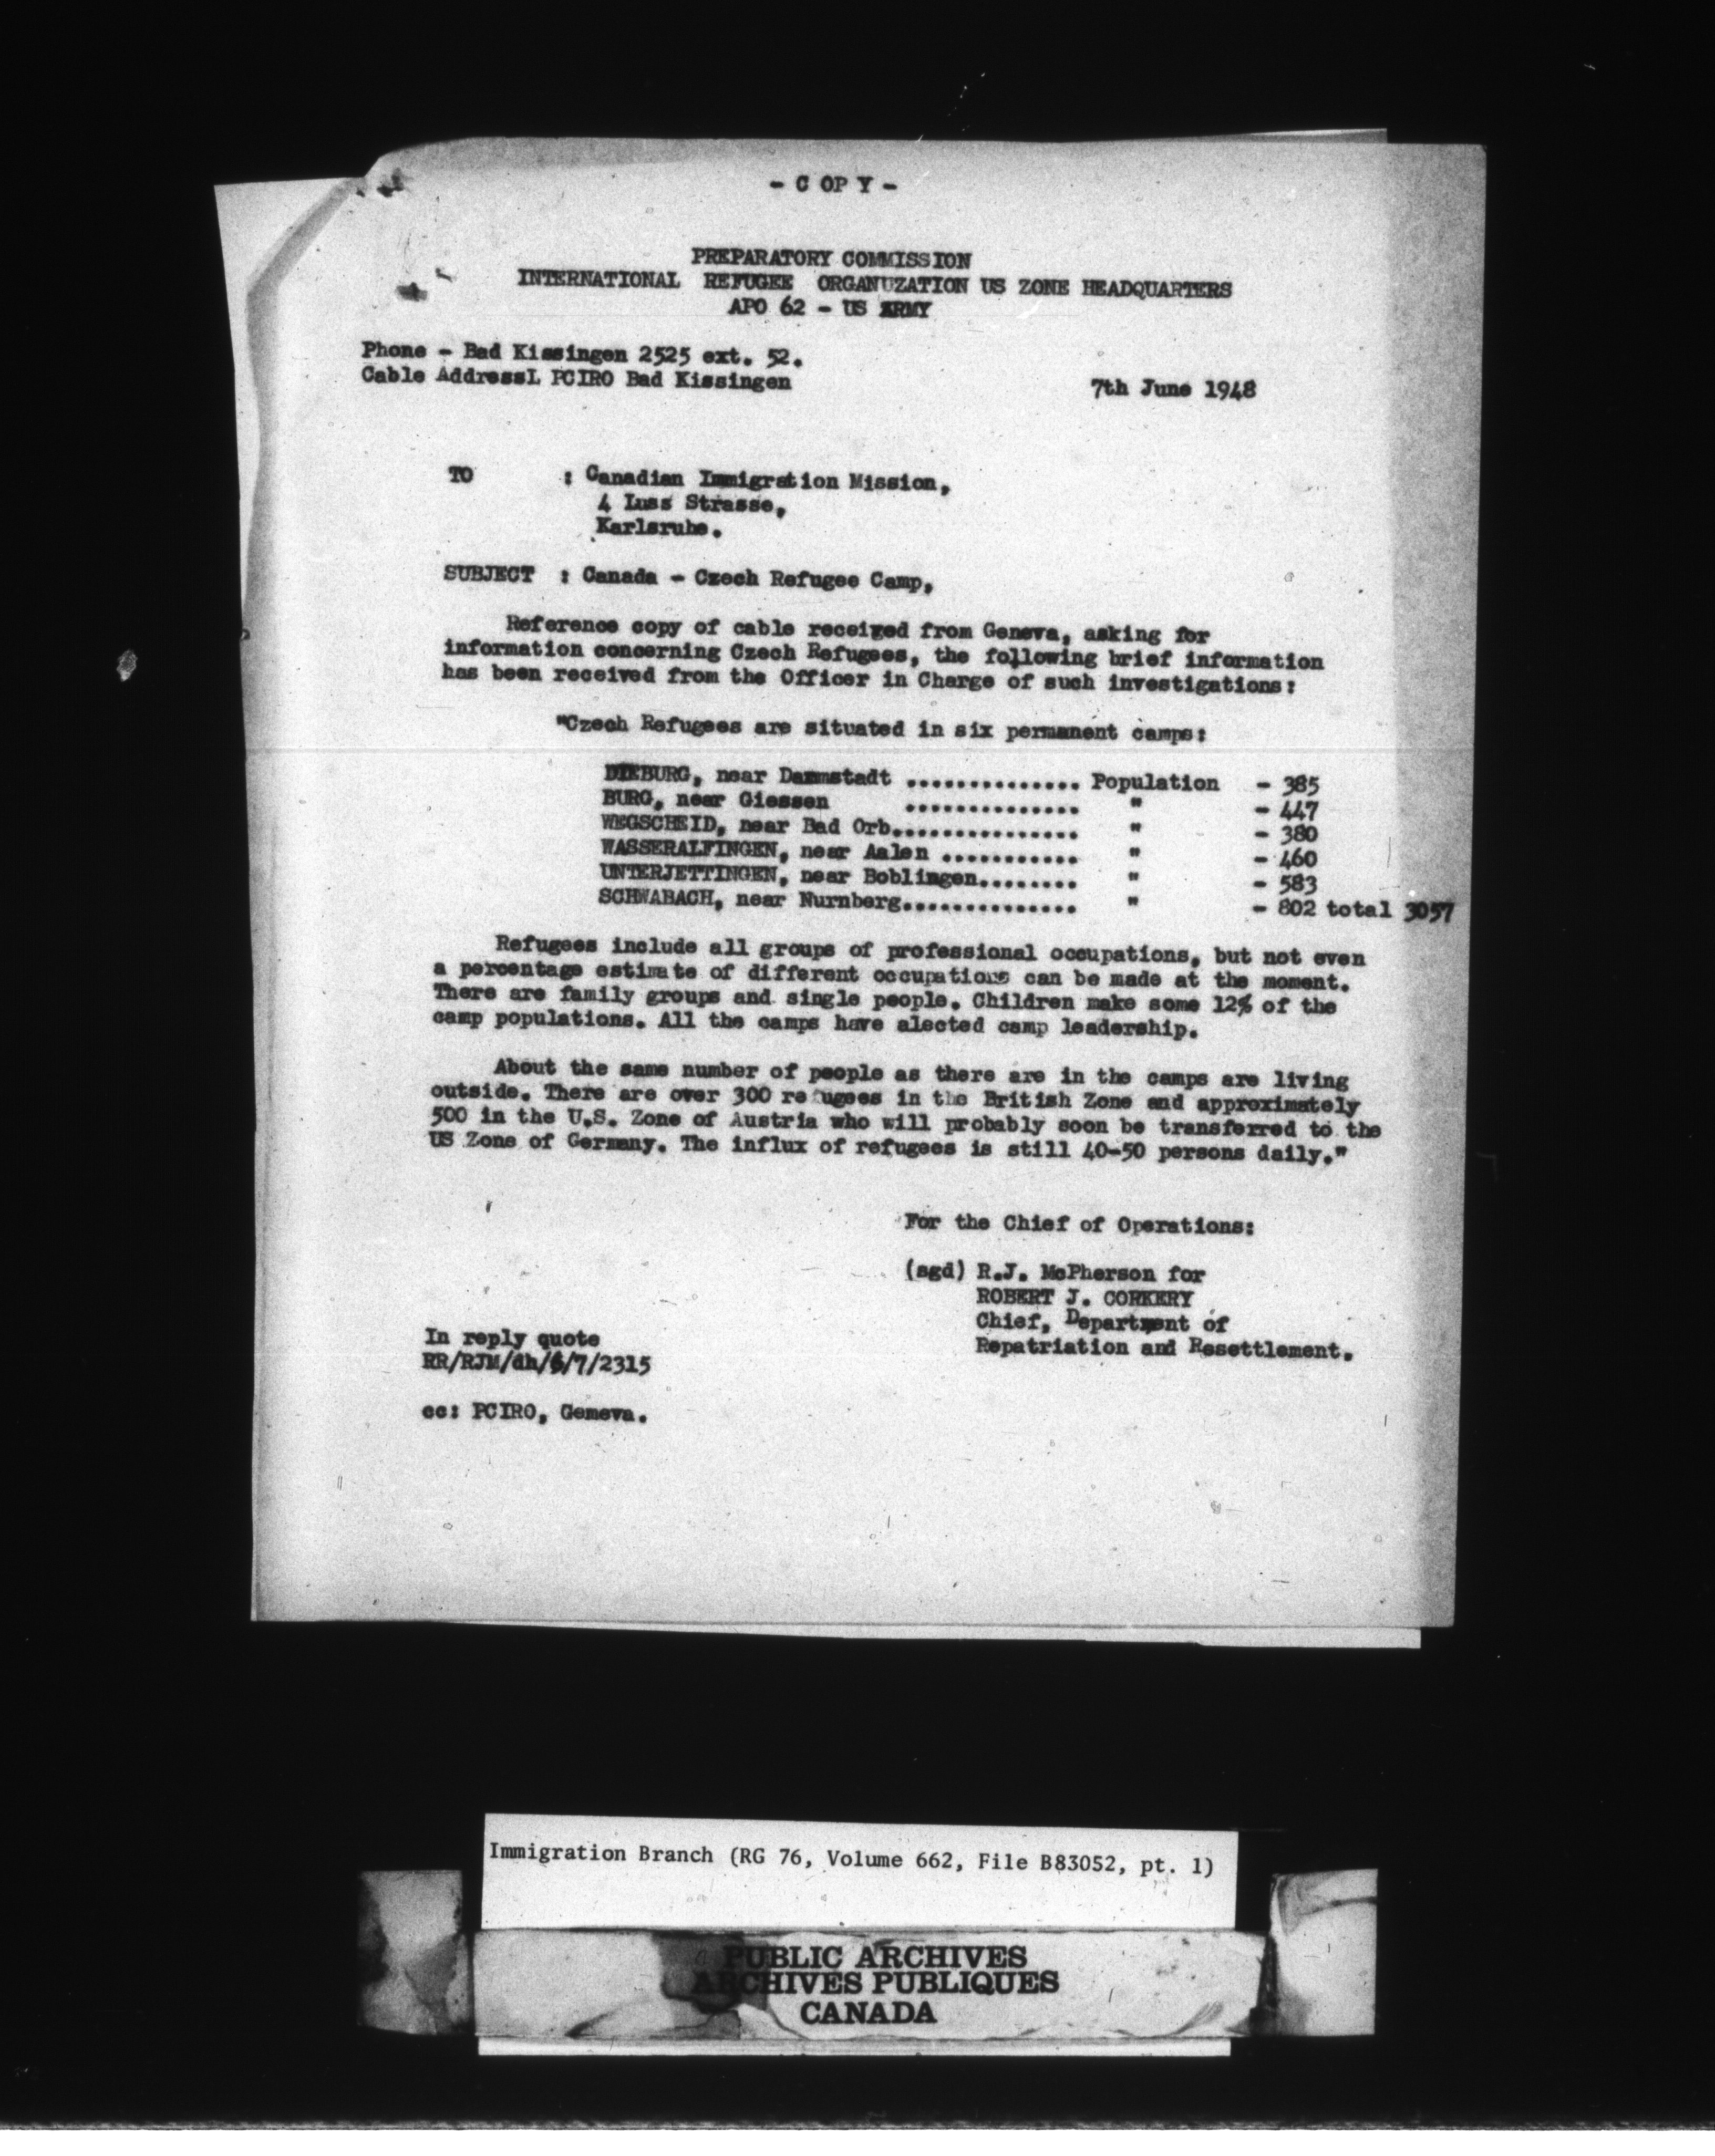 - C OP Y -
PREPARATORY COMMISSION
INTERNATIONAL REFUGEE ORGANUZATION US ZONE HEADQUARTERS
APO 62 - US ARMY
Phone - Bad Kissingen 2525 ext. 52.
Cable AddressL PCIRO Bad Kissingen
7th June 1948
TO : Canadian Immigration Mission,
4 Luss Strasse,
Karlsruhe.
SUBJECT : Canada - Czech Refugee Camp,
Reference copy of cable received from Geneva, asking for
information concerning Czech Refugees, the following brief information
has been received from the Officer in Charge of such investigations:
"Czech Refugees are situated in six permanent camps:
DIEBURG, near Dammstadt .............. Population - 385
BURG, near Giessen .............. " - 447
WEGSCHEID, near Bad Orb............... " - 380
WASSERALFINGEN, near Aalen ........... " - 460
UNTERJETTINGEN, near Boblingen........ " - 583
SCHWABACH, near Nurnberg.............. " - 802 total 3057
Refugees include all groups of professional occupations, but not even
a percentage estimate of different occupations can be made at the moment.
There are family groups and single people. Children make some 12% of the
camp populations. All the camps have alected camp leadership.
About the same number of people as there are in the camps are living
outside. There are over 300 refugees in the British Zone and approximately
500 in the U.S. Zone of Austria who will probably soon be transferred to the
US Zone of Germany. The influx of refugees is still 40-50 persons daily."
For the Chief of Operations:
(sgd) R.J. McPherson for
ROBERT J. CORKERY
Chief, Department of
Repatriation and Resettlement.
In reply quote
RR/RJM/dh/6/7/2315
cc: PCIRO, Geneva.
Immigration Branch (RG 76, Volume 662, File B83052, pt. 1)
PUBLIC ARCHIVES
ARCHIVES PUBLIQUES
CANADA